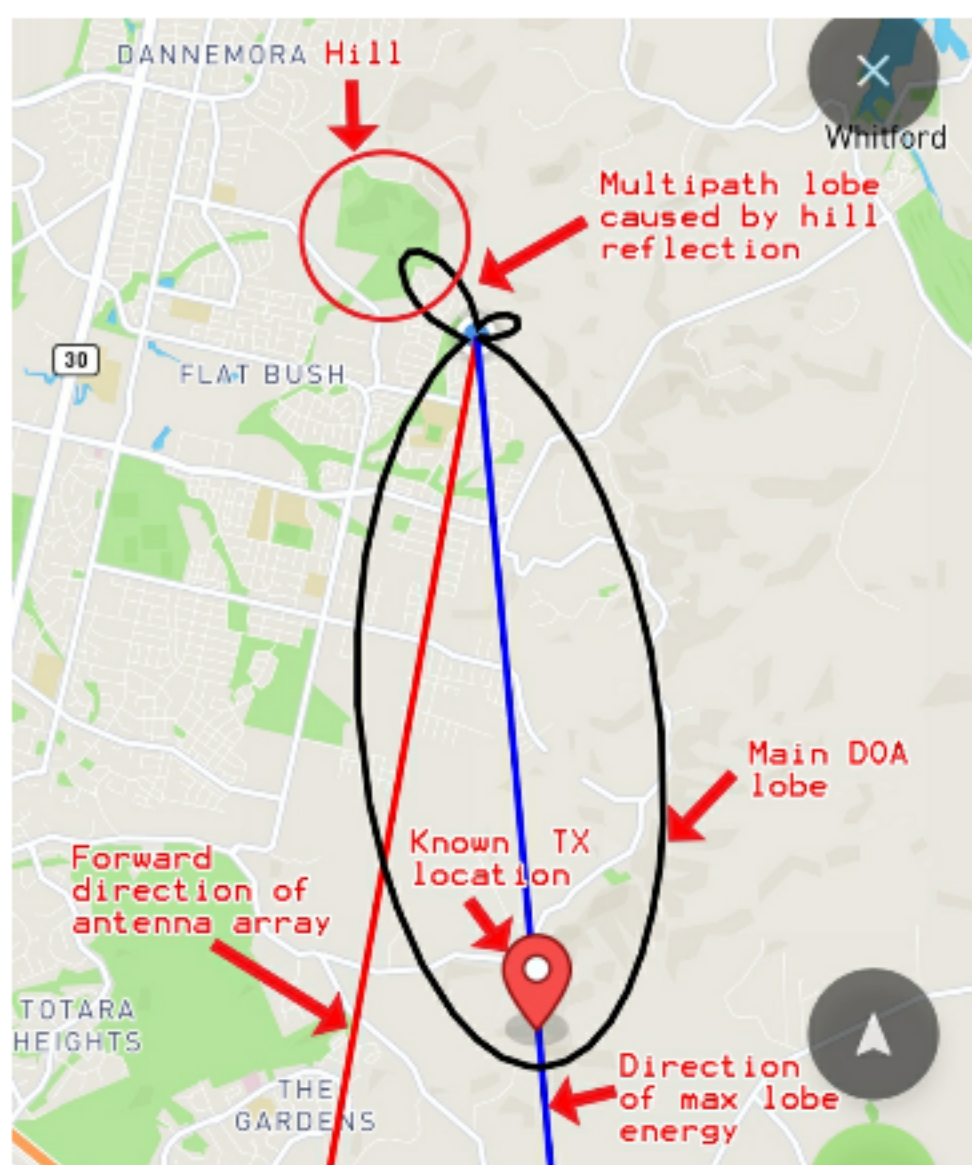 DANNEMORA
Hill
Whitford
Multipath lobe
caused by hill
reflection
30
FLAT BUSH
Main DOA
lobe
Known TX
location
Forward
direction of
antenna array
TOTARA
HEIGHTS
THE
GARDENS
Direction
of max lobe
energy